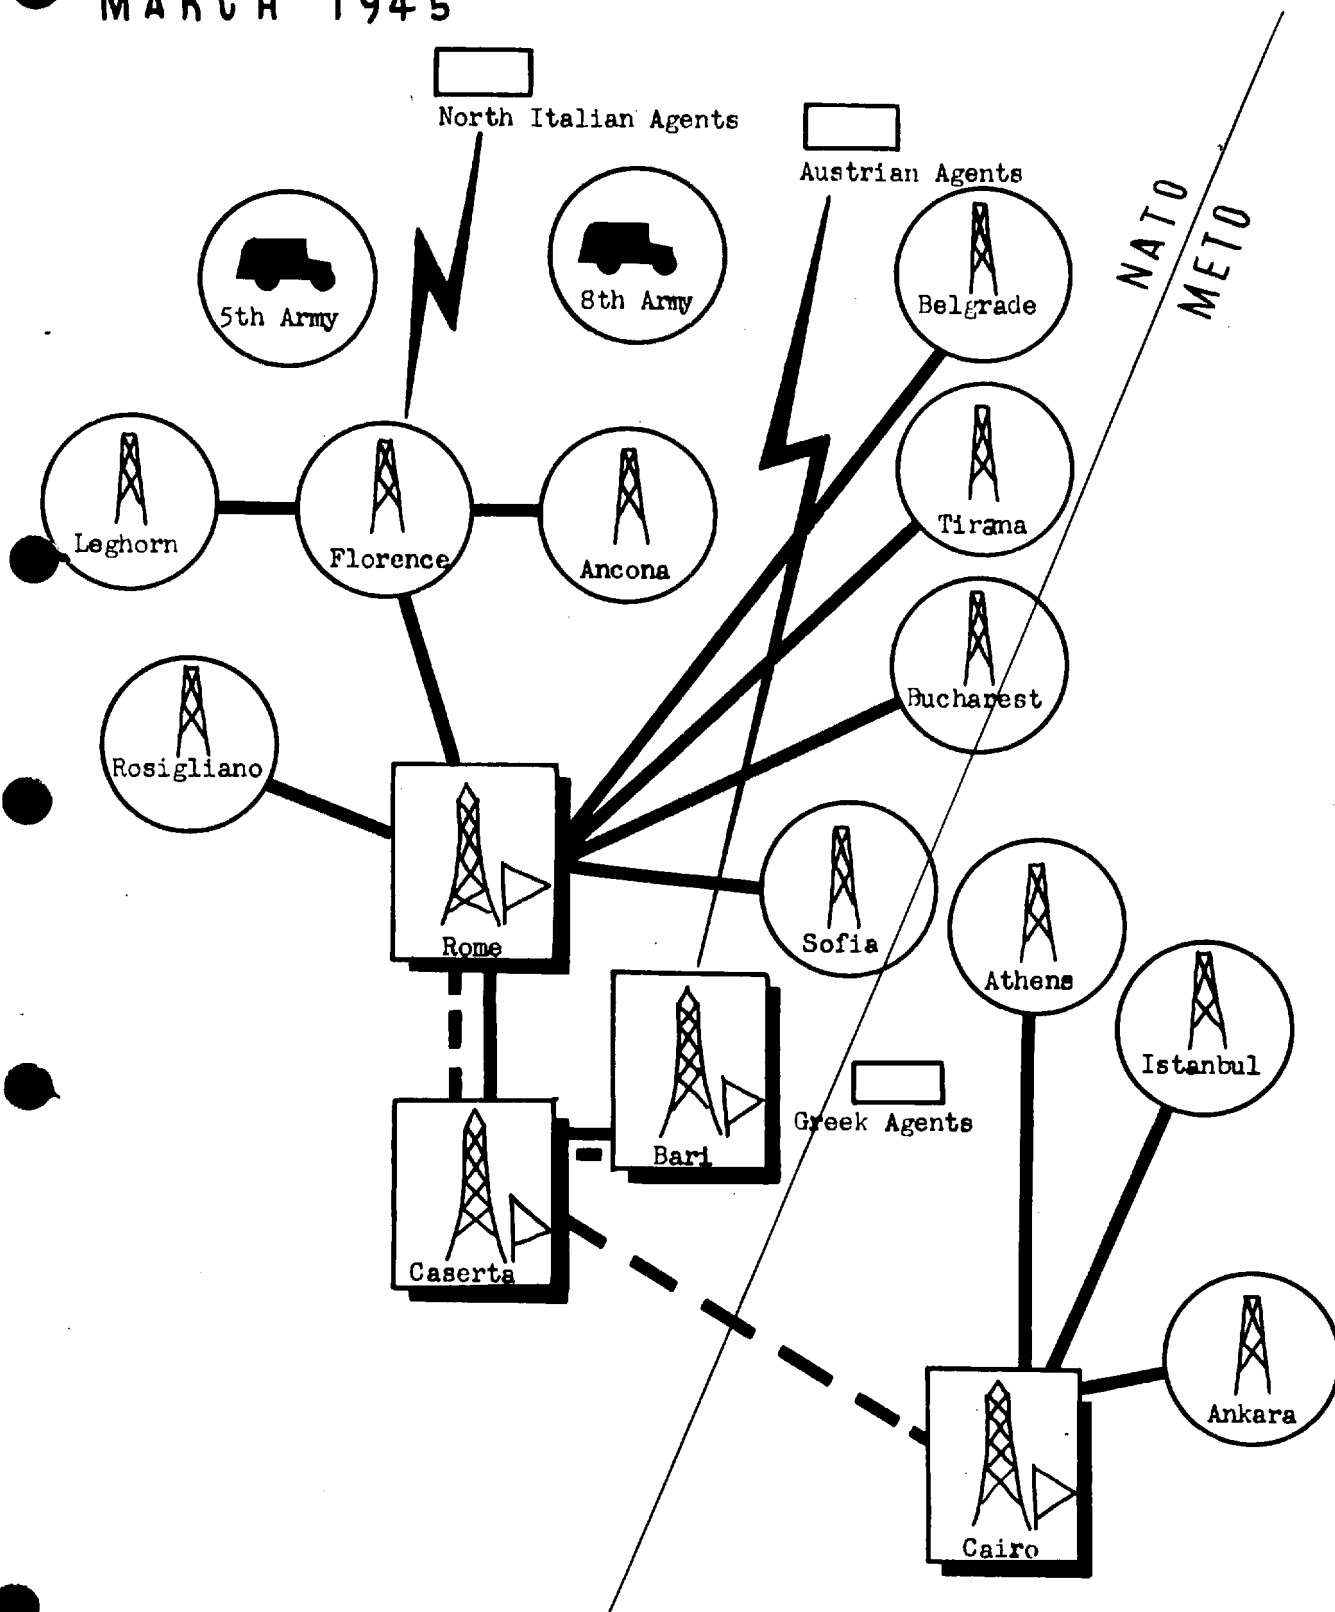 MARCH 1945
North Italian Agents
Austrian Agents
NATO
METO
5th Army
8th Army
Belgrade
Leghorn
Florence
Ancona
Tirana
Rosigliano
Bucharest
Rome
Sofia
Athens
Istanbul
Bari
Greek Agents
Caserta
Ankara
Cairo